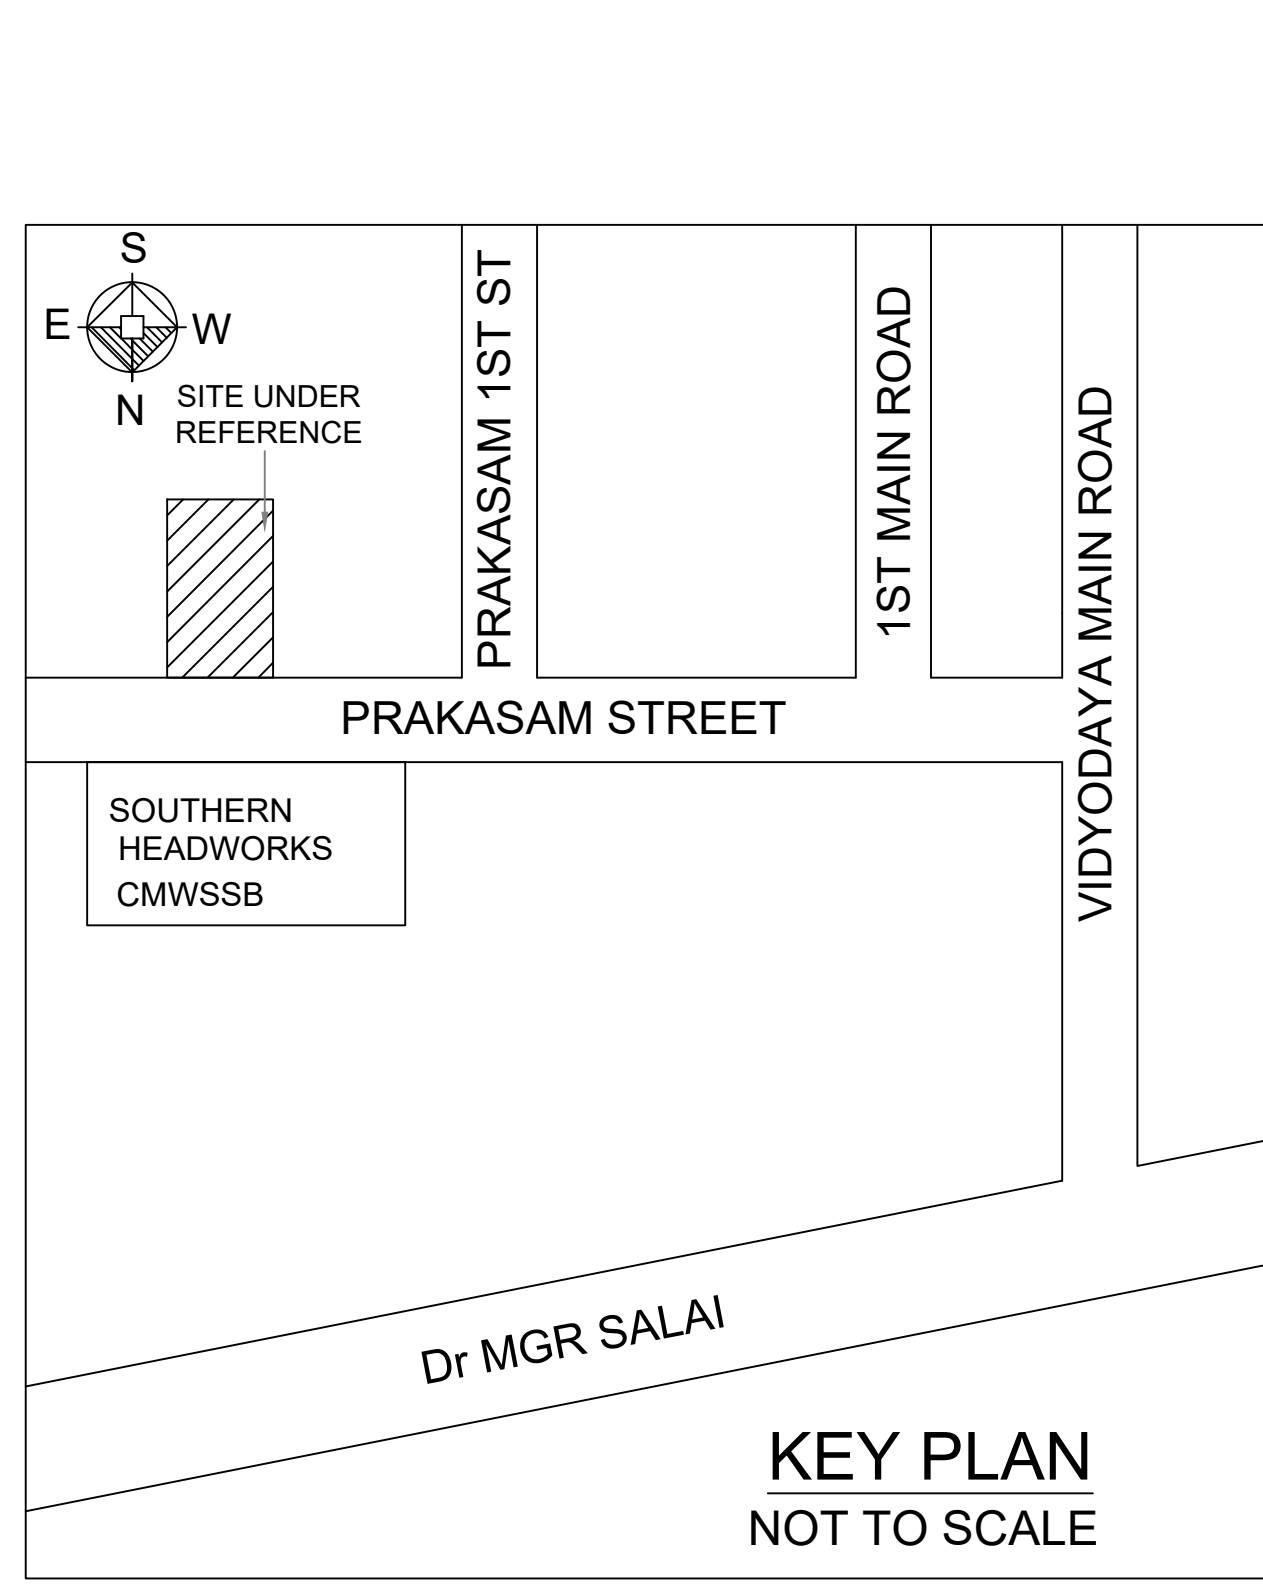 S
E
W
N
SITE UNDER
REFERENCE
PRAKASAM 1ST ST
1ST MAIN ROAD
VIDYODAYA MAIN ROAD
PRAKASAM STREET
SOUTHERN
HEADWORKS
CMWSSB
Dr MGR SALAI
KEY PLAN
NOT TO SCALE